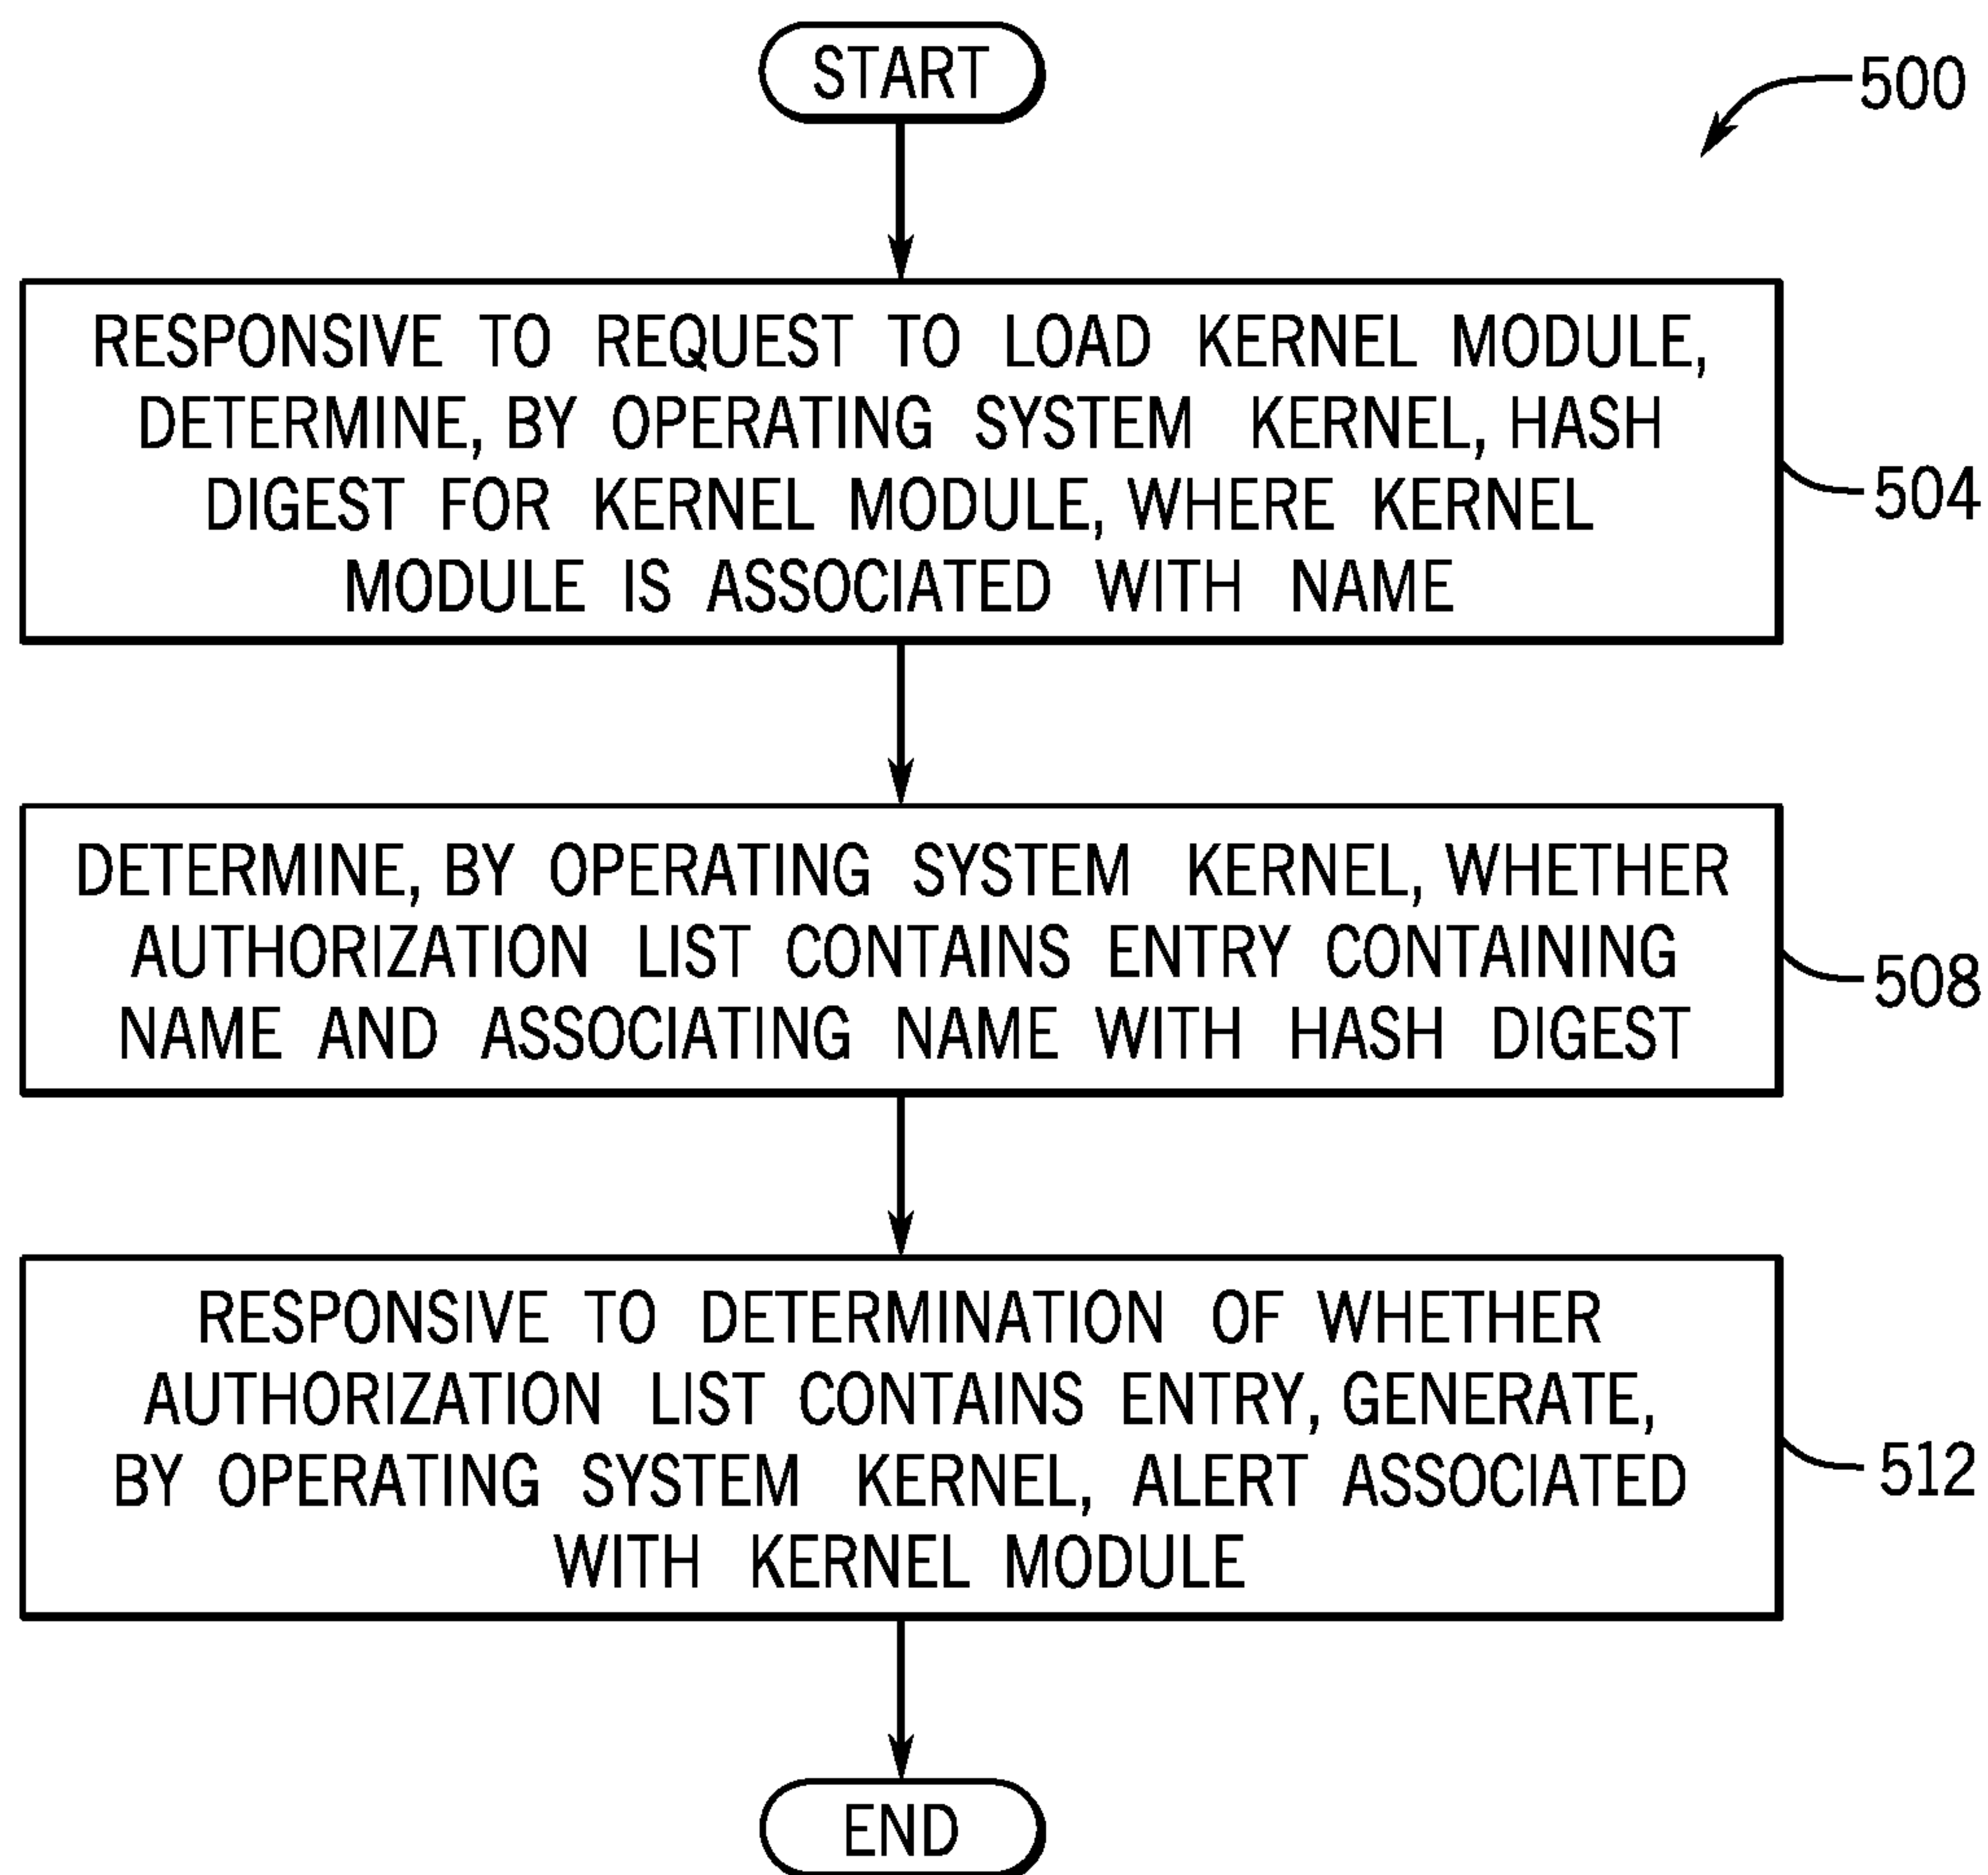 START
500
RESPONSIVE TO REQUEST TO LOAD KERNEL MODULE,
DETERMINE, BY OPERATING SYSTEM KERNEL, HASH
DIGEST FOR KERNEL MODULE, WHERE KERNEL
MODULE IS ASSOCIATED WITH NAME
504
DETERMINE, BY OPERATING SYSTEM KERNEL, WHETHER
AUTHORIZATION LIST CONTAINS ENTRY CONTAINING
NAME AND ASSOCIATING NAME WITH HASH DIGEST
508
RESPONSIVE TO DETERMINATION OF WHETHER
AUTHORIZATION LIST CONTAINS ENTRY, GENERATE,
BY OPERATING SYSTEM KERNEL, ALERT ASSOCIATED
WITH KERNEL MODULE
512
END